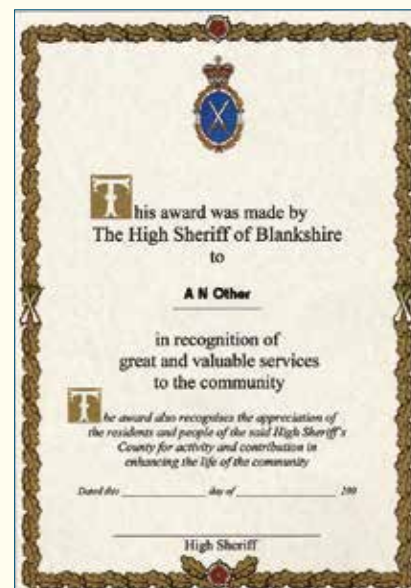 This award was made by
The High Sheriff of Blankshire
to
A N Other
in recognition of
great and valuable services
to the community
The award also recognises the appreciation of
the residents and people of the said High Sheriff's
County for activity and contribution in
enhancing the life of the community
Dated this ____________ day of ______________ 200
High Sheriff